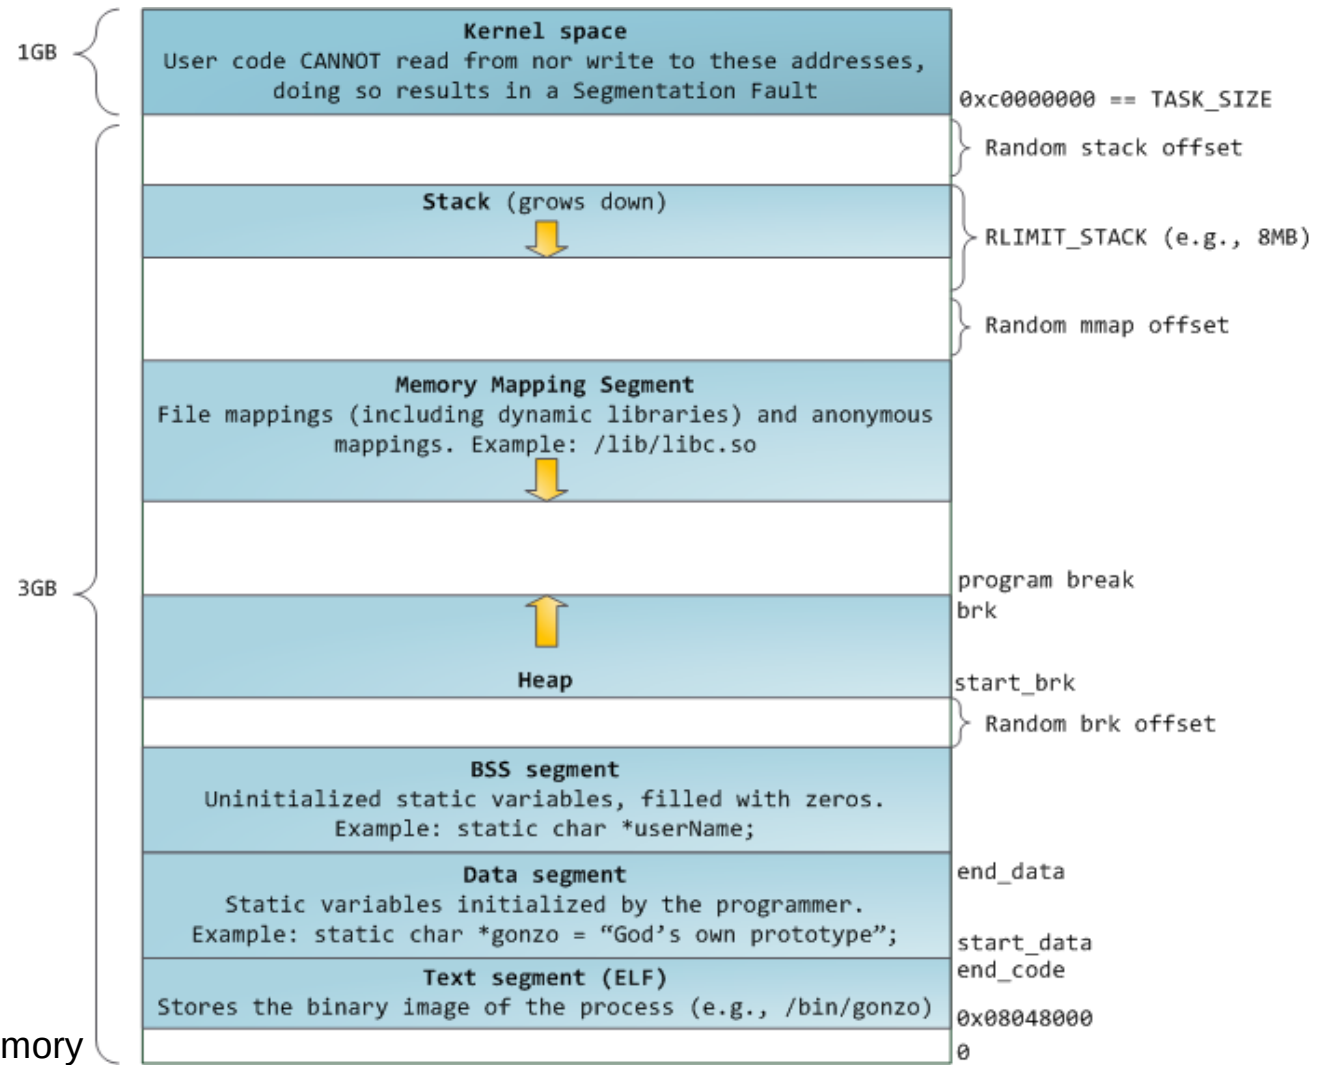 1GB
Kernel space
User code CANNOT read from nor write to these addresses,
doing so results in a Segmentation Fault
0xc0000000 == TASK_SIZE
Random stack offset
Stack (grows down)
RLIMIT_STACK (e.g., 8MB)
Random mmap offset
Memory Mapping Segment
File mappings (including dynamic libraries) and anonymous
mappings. Example: /lib/libc.so
3GB
program break
brk
Heap
start_brk
Random brk offset
BSS segment
Uninitialized static variables, filled with zeros.
Example: static char *userName;
Data segment
end_data
Static variables initialized by the programmer.
Example: static char *gonzo = “God’s own prototype”;
start_data
end_code
Text segment (ELF)
Stores the binary image of the process (e.g., /bin/gonzo)
0x08048000
mory
0